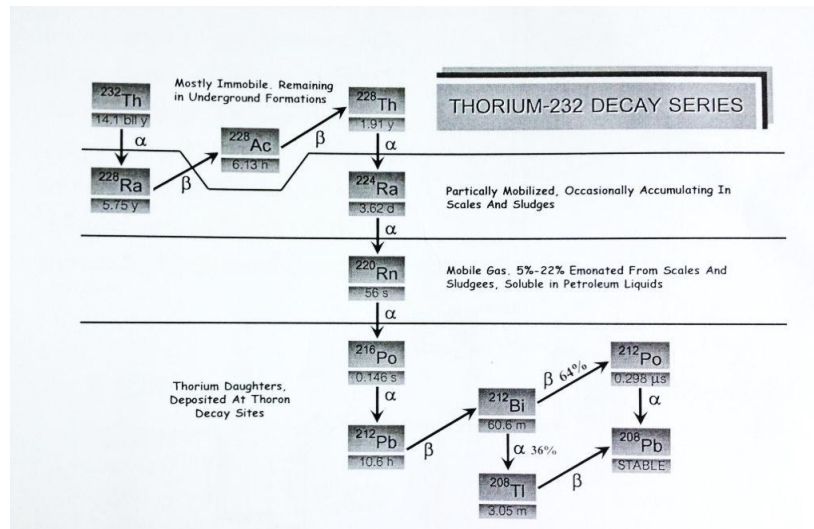 THORIUM-232 DECAY SERIES
Mostly Immobile. Remaining
in Underground Formations
232Th
14.1 bil y
α
228Ra
5.75 y
β
228Ac
6.13 h
β
228Th
1.91 y
α
224Ra
3.62 d
Partically Mobilized, Occasionally Accumulating In
Scales And Sludges
α
220Rn
56 s
Mobile Gas. 5%-22% Emonated From Scales And
Sludgees, Soluble in Petroleum Liquids
α
216Po
0.146 s
Thorium Daughters,
Deposited At Thoron
Decay Sites
α
212Pb
10.6 h
β
212Bi
60.6 m
β 64%
212Po
0.298 µs
α
α 36%
208Tl
3.05 m
β
208Pb
STABLE